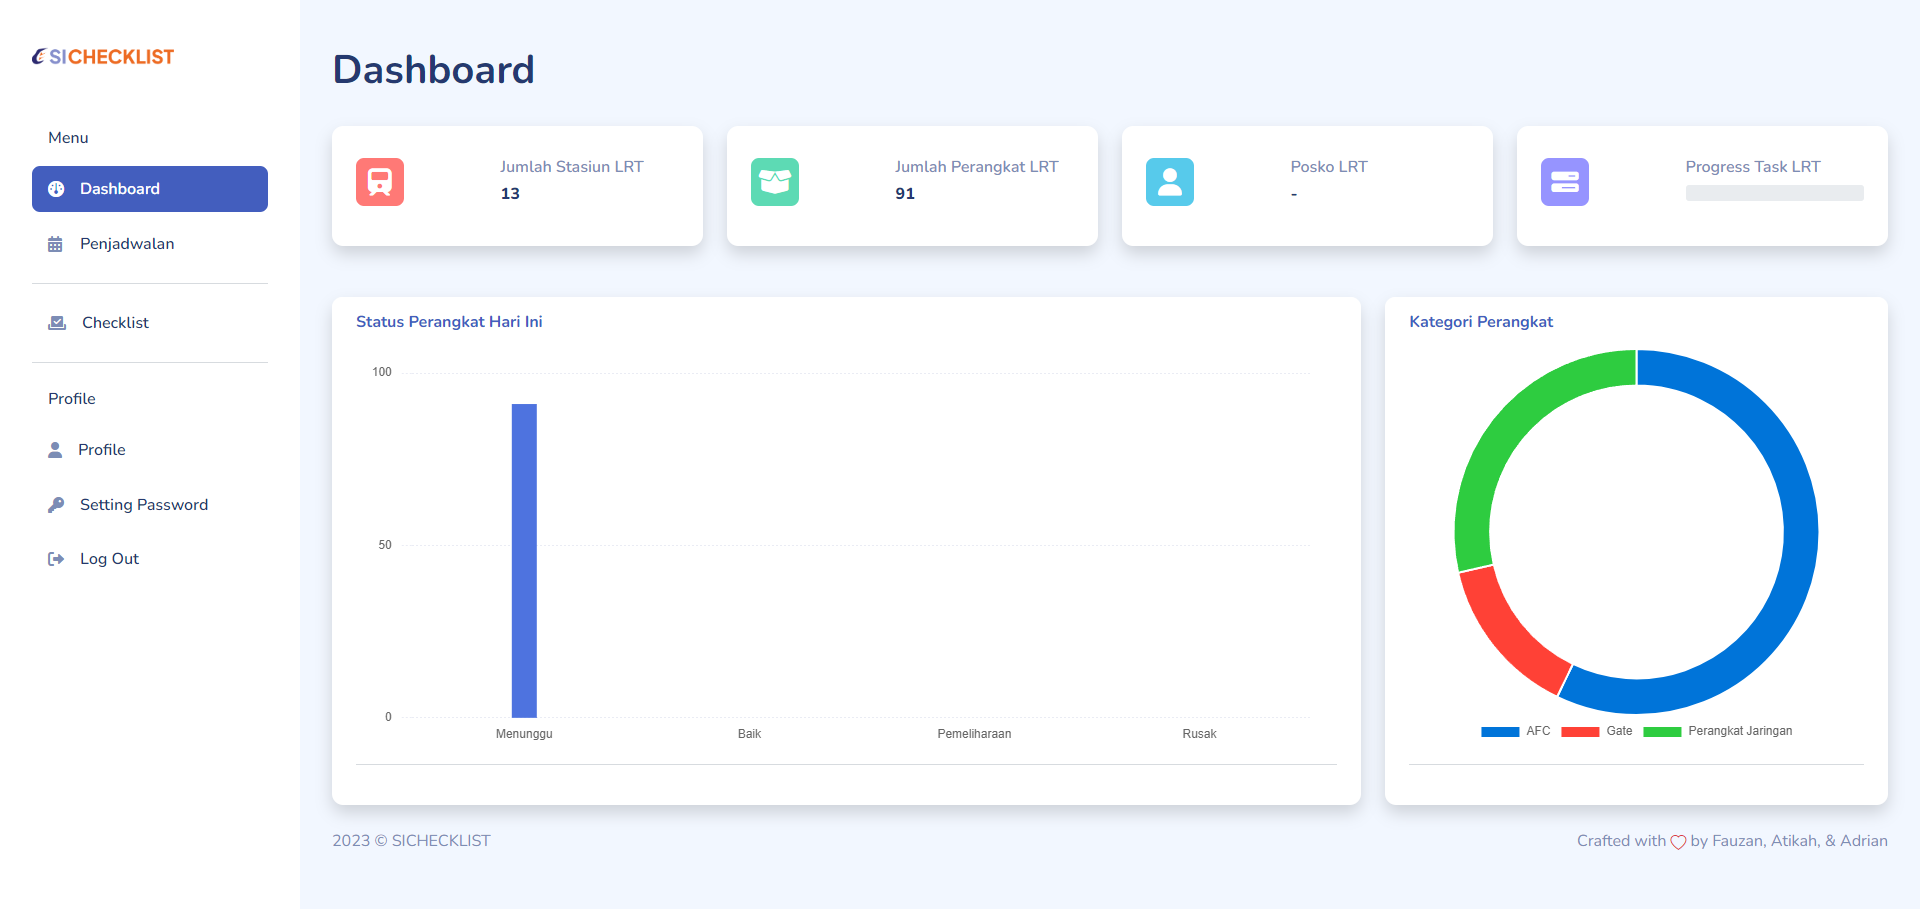 SICHECKLIST
Menu
Dashboard
Penjadwalan
Checklist
Profile
Profile
Setting Password
Log Out
Dashboard
Jumlah Stasiun LRT
13
Jumlah Perangkat LRT
91
Posko LRT
-
Progress Task LRT
Status Perangkat Hari Ini
100
50
0
Menunggu Baik Pemeliharaan Rusak
Kategori Perangkat
AFC Gate Perangkat Jaringan
2023 © SICHECKLIST
Crafted with by Fauzan, Atikah, & Adrian